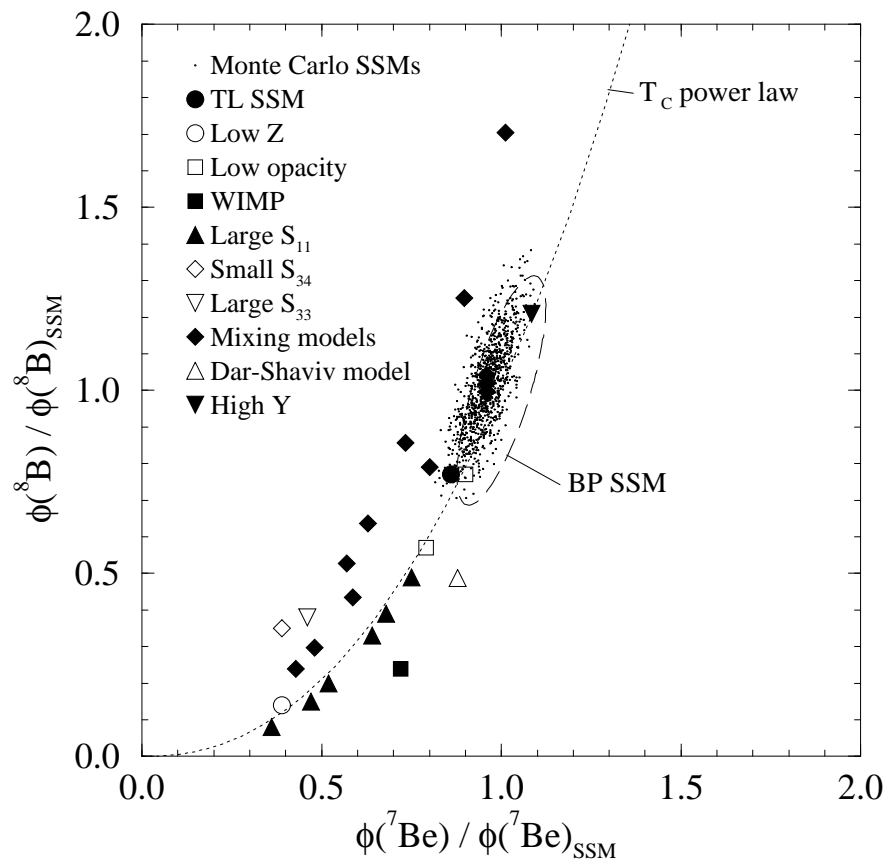 2.0
1.5
1.0
0.5
0.0
ϕ(⁸B) / ϕ(⁸B)SSM
Monte Carlo SSMs
TL SSM
Low Z
Low opacity
WIMP
Large S₁₁
Small S₃₄
Large S₃₃
Mixing models
Dar-Shaviv model
High Y
T_C power law
BP SSM
0.0 0.5 1.0 1.5 2.0
ϕ(⁷Be) / ϕ(⁷Be)SSM